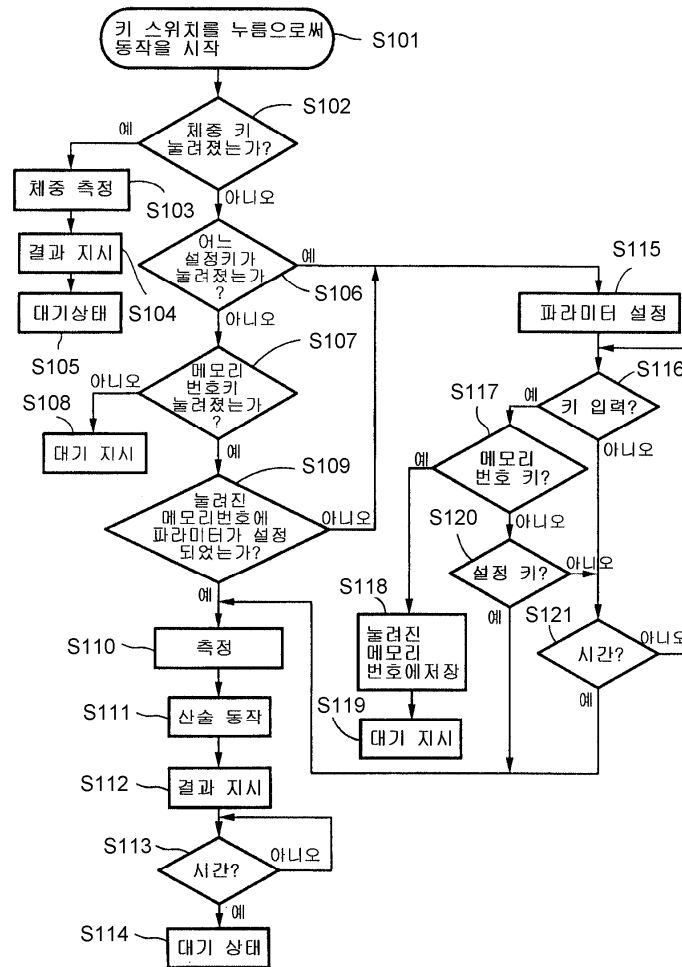 키 스위치를 누름으로써
동작을 시작
S101
S102
예
체중 키
눌려졌는가?
아니오
체중 측정
S103
결과 지시
S104
대기상태
S105
어느
설정키가
눌려졌는가
?
예
S106
아니오
S107
메모리
번호키
눌려졌는가
?
아니오
S108
대기 지시
예
S109
눌려진
메모리번호에
파라미터가 설정
되었는가?
아니오
예
S110
측정
S111
산술 동작
S112
결과 지시
S113
시간?
아니오
예
S114
대기 상태
S115
파라미터 설정
S116
키 입력?
예
아니오
S117
메모리
번호 키?
예
아니오
S120
설정 키?
아니오
예
S118
눌려진
메모리
번호에저장
S119
대기 지시
S121
시간?
아니오
예